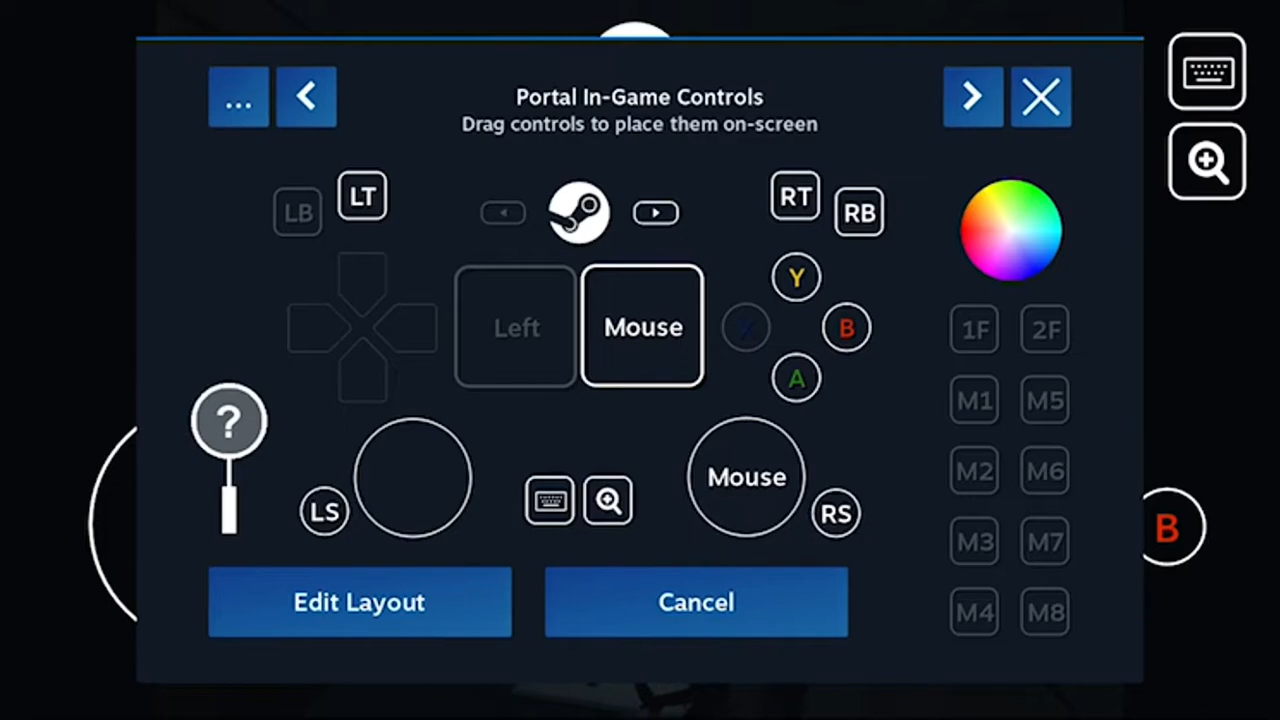 ...
Portal In-Game Controls
Drag controls to place them on-screen
LB
LT
RT
RB
Y
X
B
A
Left
Mouse
1F
2F
M1
M5
?
M2
M6
Mouse
LS
RS
M3
M7
B
Edit Layout
Cancel
M4
M8